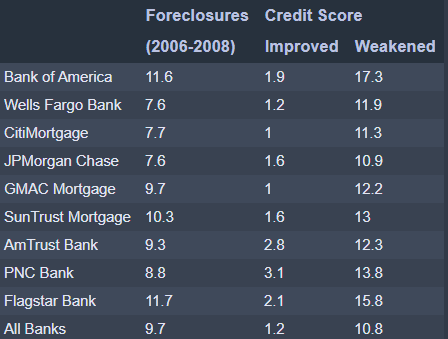 Foreclosures Credit Score
(2006-2008) Improved Weakened
Bank of America 11.6 1.9 17.3
Wells Fargo Bank 7.6 1.2 11.9
CitiMortgage 7.7 1 11.3
JPMorgan Chase 7.6 1.6 10.9
GMAC Mortgage 9.7 1 12.2
SunTrust Mortgage 10.3 1.6 13
AmTrust Bank 9.3 2.8 12.3
PNC Bank 8.8 3.1 13.8
Flagstar Bank 11.7 2.1 15.8
All Banks 9.7 1.2 10.8